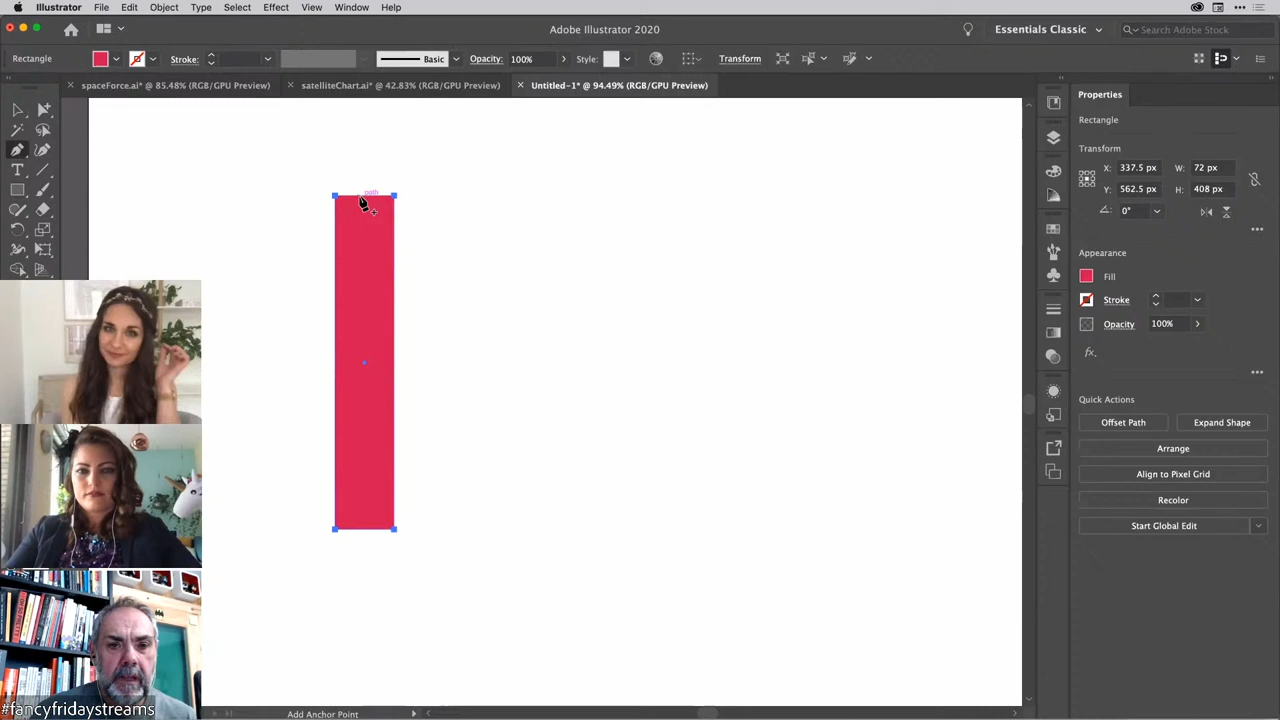 Illustrator File Edit Object Type Select Effect View Window Help
Adobe Illustrator 2020
Essentials Classic
Search Adobe Stock
Rectangle Stroke: Basic Opacity: 100% Style: Transform
× spaceForce.ai* @ 85.48% (RGB/GPU Preview) × satelliteChart.ai* @ 42.83% (RGB/GPU Preview) × Untitled-1* @ 94.49% (RGB/GPU Preview)
Properties
Rectangle
Transform
X: 337.5 px W: 72 px
Y: 562.5 px H: 408 px
0°
path
Appearance
Fill
Stroke
Opacity 100%
fx.
Quick Actions
Offset Path Expand Shape
Arrange
Align to Pixel Grid
Recolor
Start Global Edit
#fancyfridaystreams
Add Anchor Point